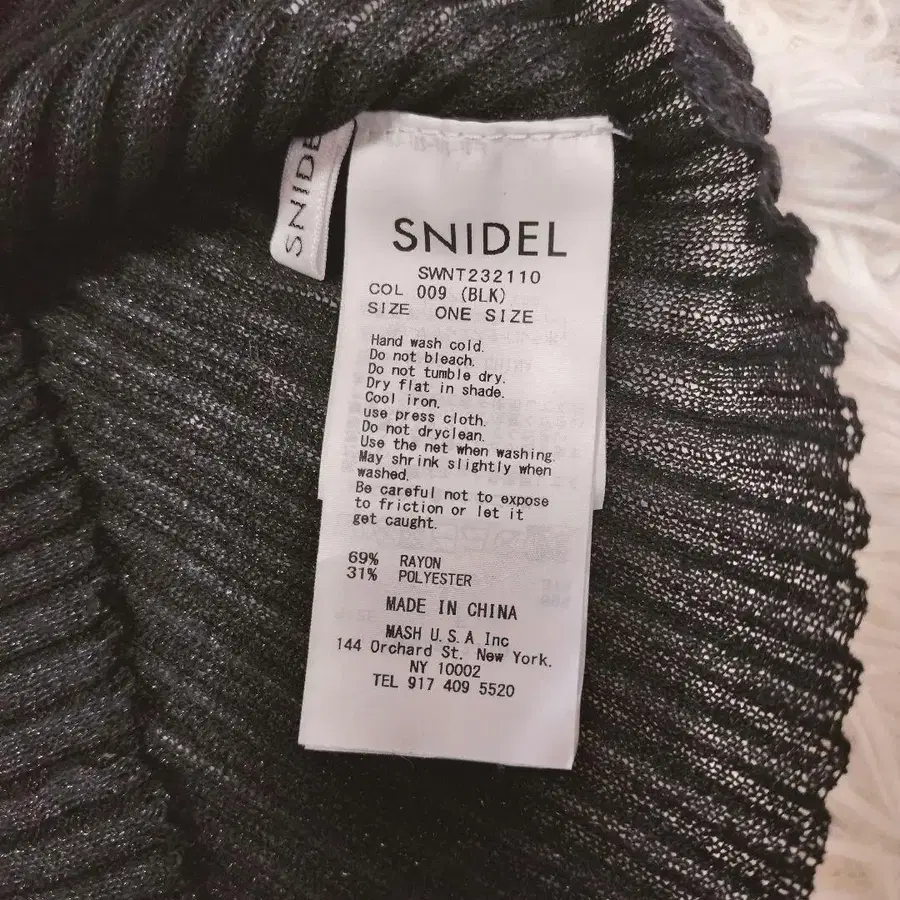 SNIDEL
SNIDEL
SWNT232110
COL 009 (BLK)
SIZE ONE SIZE
Hand wash cold.
Do not bleach.
Do not tumble dry.
Dry flat in shade.
Cool iron.
use press cloth.
Do not dryclean.
Use the net when washing.
May shrink slightly when
washed.
Be careful not to expose
to friction or let it
get caught.
69% RAYON
31% POLYESTER
MADE IN CHINA
MASH U.S.A Inc
144 Orchard St. New York.
NY 10002
TEL 917 409 5520